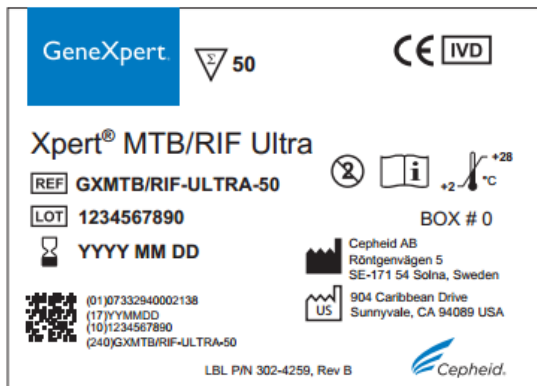 GeneXpert.
Σ 50
CE IVD
Xpert® MTB/RIF Ultra
REF GXMTB/RIF-ULTRA-50
2
i
+2 +28 °C
LOT 1234567890
BOX # 0
YYYY MM DD
Cepheid AB
Röntgenvägen 5
SE-171 54 Solna, Sweden
US
904 Caribbean Drive
Sunnyvale, CA 94089 USA
(01)07332940002138
(17)YYMMDD
(10)1234567890
(240)GXMTB/RIF-ULTRA-50
LBL P/N 302-4259, Rev B
Cepheid.